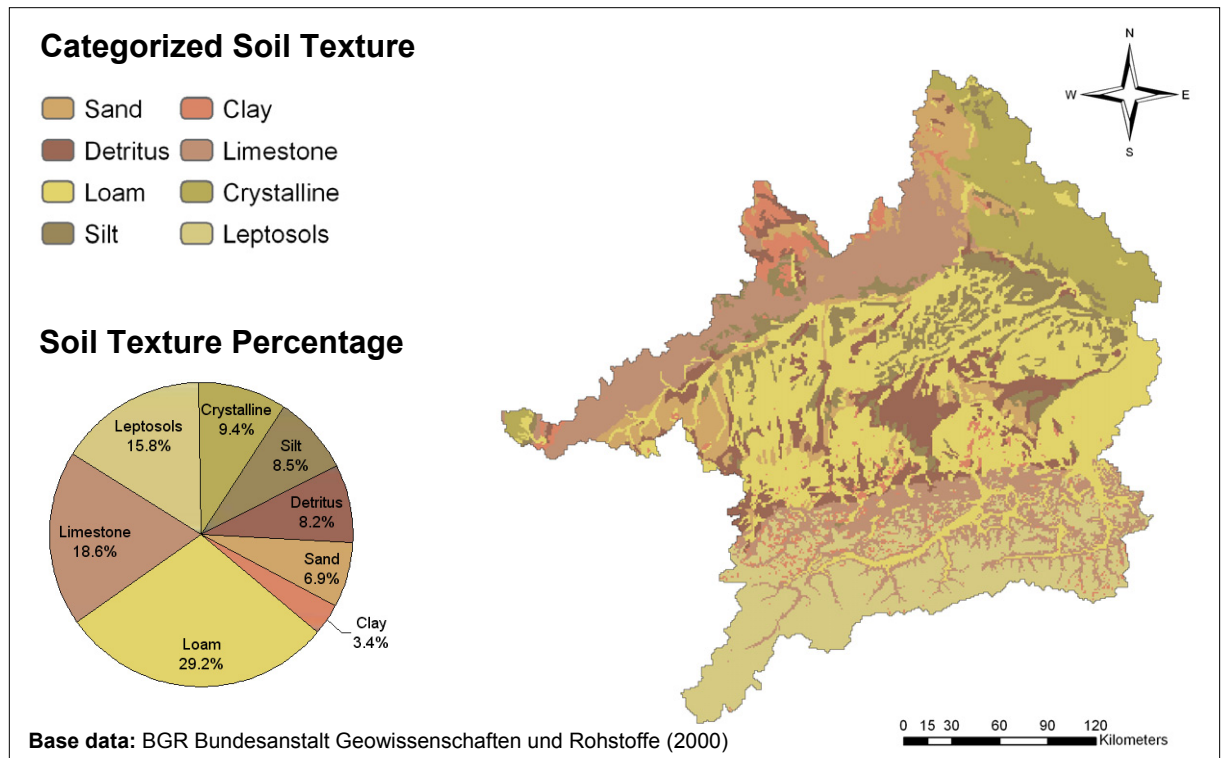 Categorized Soil Texture
Sand
Clay
Detritus
Limestone
Loam
Crystalline
Silt
Leptosols
Soil Texture Percentage
Crystalline
9.4%
Silt
8.5%
Detritus
8.2%
Sand
6.9%
Clay
3.4%
Loam
29.2%
Limestone
18.6%
Leptosols
15.8%
N
W
E
S
0 15 30 60 90 120
Kilometers
Base data: BGR Bundesanstalt Geowissenschaften und Rohstoffe (2000)